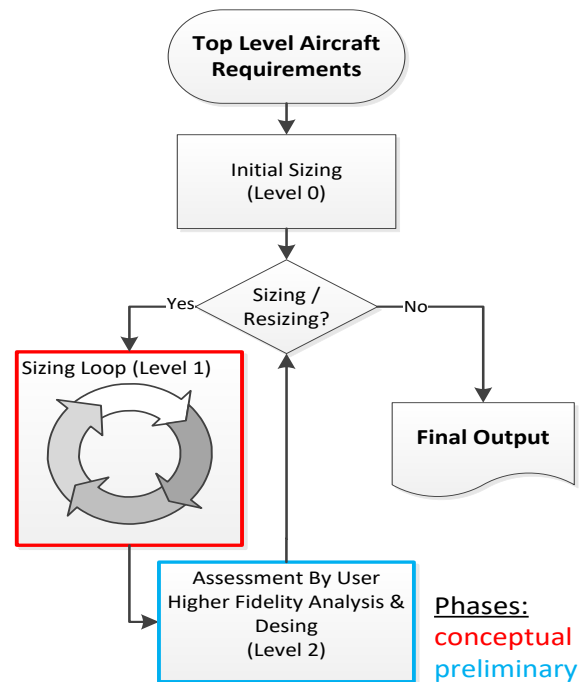 Top Level Aircraft
Requirements
Initial Sizing
(Level 0)
Sizing /
Resizing?
Yes
No
Sizing Loop (Level 1)
Final Output
Assessment By User
Higher Fidelity Analysis &
Desing
(Level 2)
Phases:
conceptual
preliminary